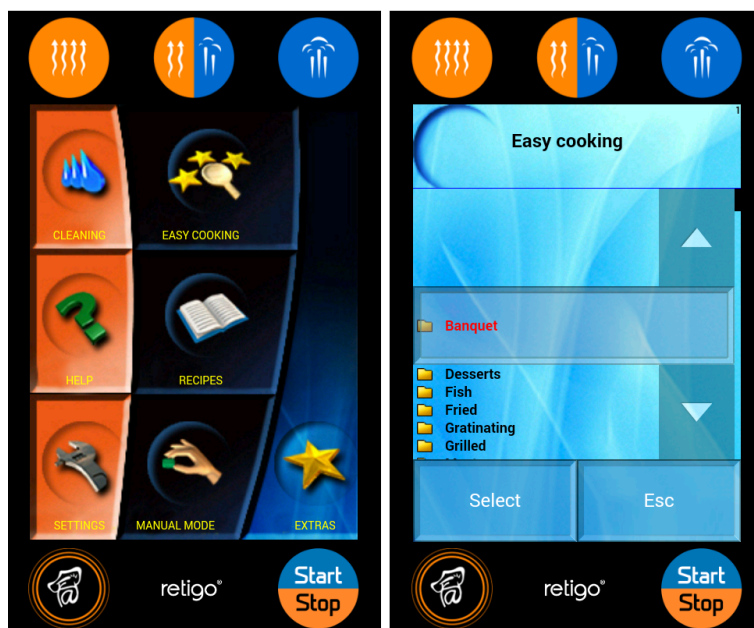 CLEANING
EASY COOKING
HELP
RECIPES
SETTINGS
MANUAL MODE
EXTRAS
retigo®
Start
Stop
1
Easy cooking
Banquet
Desserts
Fish
Fried
Gratinating
Grilled
Select
Esc
retigo®
Start
Stop